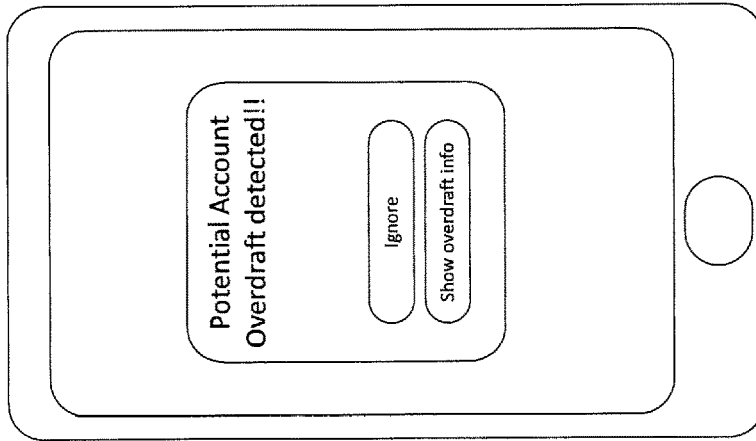 Potential Account
Overdraft detected!!
Ignore
Show overdraft info